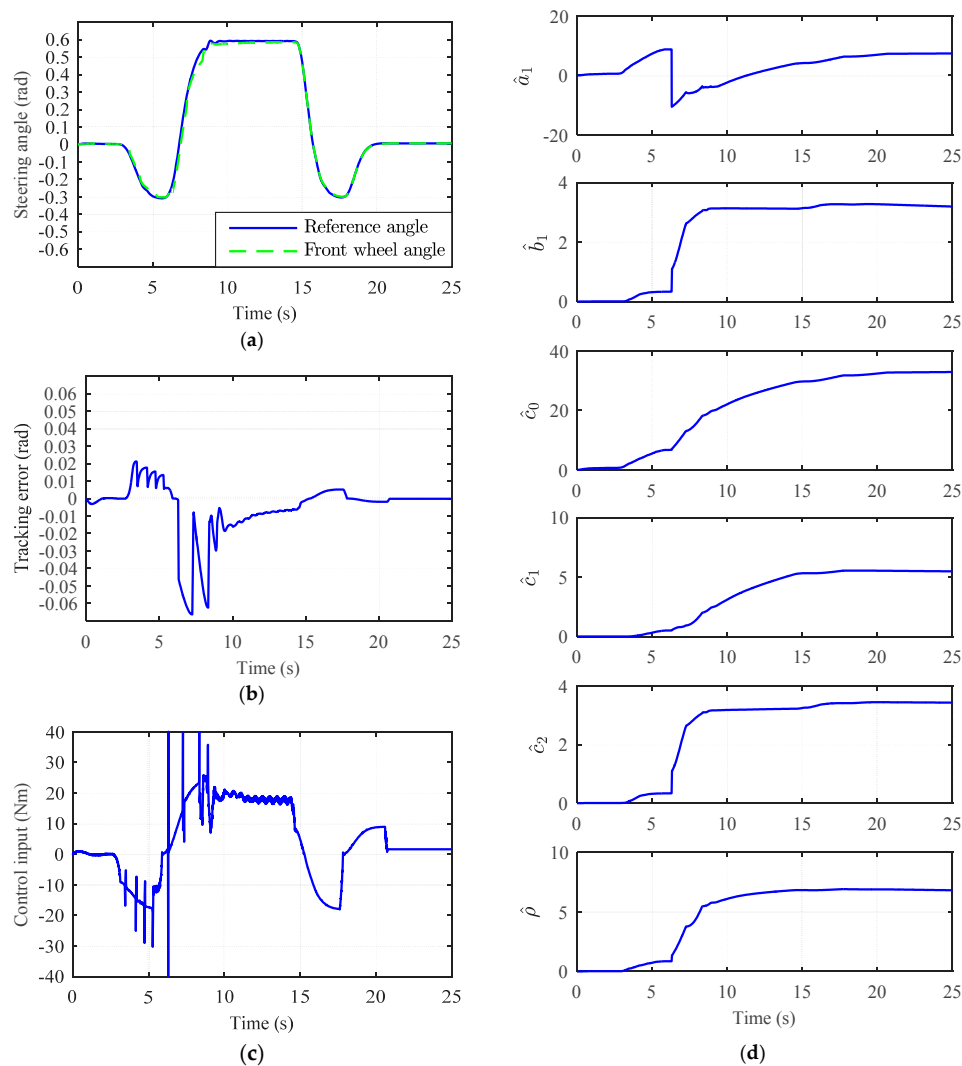 0.6
0.5
0.4
0.3
0.2
0.1
0
-0.1
-0.2
-0.3
-0.4
-0.5
-0.6
Steering angle (rad)
Reference angle
Front wheel angle
0 5 10 15 20 25
Time (s)
(a)
0.06
0.05
0.04
0.03
0.02
0.01
0
-0.01
-0.02
-0.03
-0.04
-0.05
-0.06
Tracking error (rad)
0 5 10 15 20 25
Time (s)
(b)
40
30
20
10
0
-10
-20
-30
-40
Control input (Nm)
0 5 10 15 20 25
Time (s)
(c)
20
0
-20
â₁
0 5 10 15 20 25
4
2
0
b̂₁
0 5 10 15 20 25
40
20
0
ĉ₀
0 5 10 15 20 25
10
5
0
ĉ₁
0 5 10 15 20 25
4
2
0
ĉ₂
0 5 10 15 20 25
10
5
0
ρ̂
0 5 10 15 20 25
Time (s)
(d)